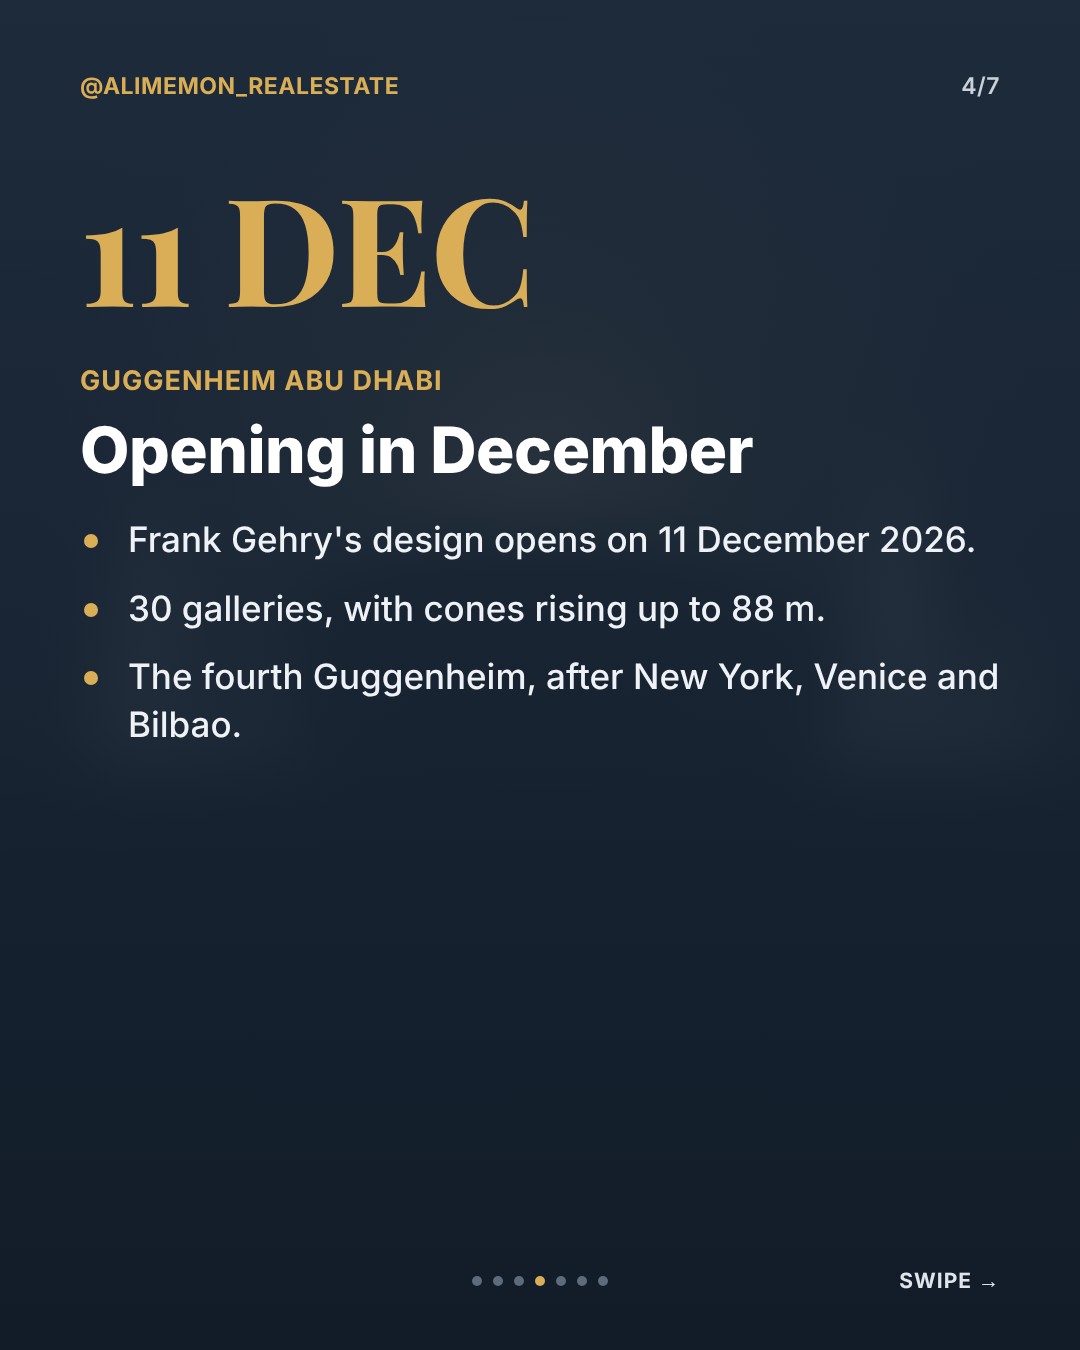 @ALIMEMON_REALESTATE
4/7
11 DEC
GUGGENHEIM ABU DHABI
Opening in December
• Frank Gehry's design opens on 11 December 2026.
• 30 galleries, with cones rising up to 88 m.
• The fourth Guggenheim, after New York, Venice and
Bilbao.
SWIPE →